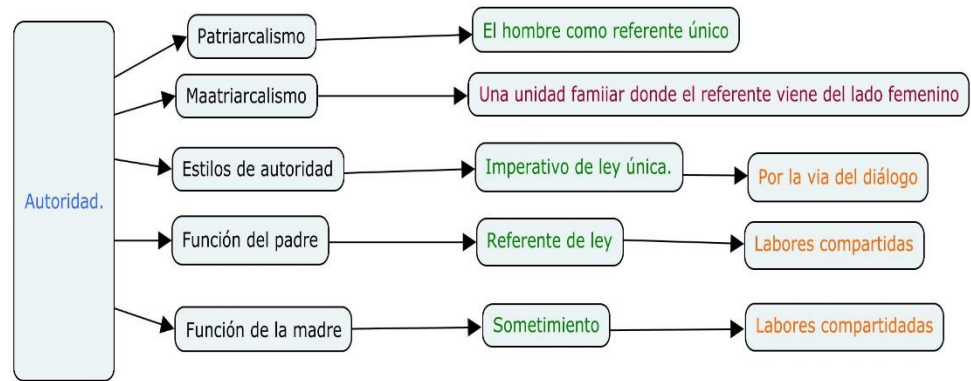 Autoridad.
Patriarcalismo
El hombre como referente único
Maatriarcalismo
Una unidad famiiar donde el referente viene del lado femenino
Estilos de autoridad
Imperativo de ley única.
Por la via del diálogo
Función del padre
Referente de ley
Labores compartidas
Función de la madre
Sometimiento
Labores compartidadas